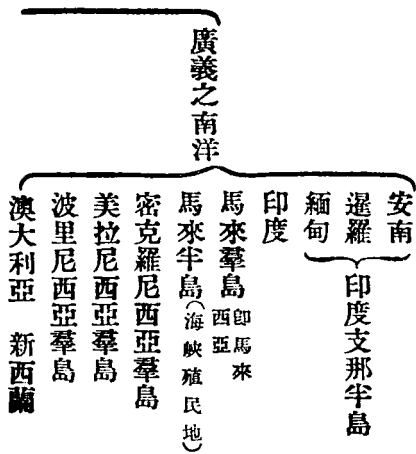 廣義之南洋
安南
暹羅
緬甸
印度支那半島
印度
馬來羣島 卽馬來西亞
馬來半島(海峽殖民地)
密克羅尼西亞羣島
美拉尼西亞羣島
波里尼西亞羣島
澳大利亞 新西蘭